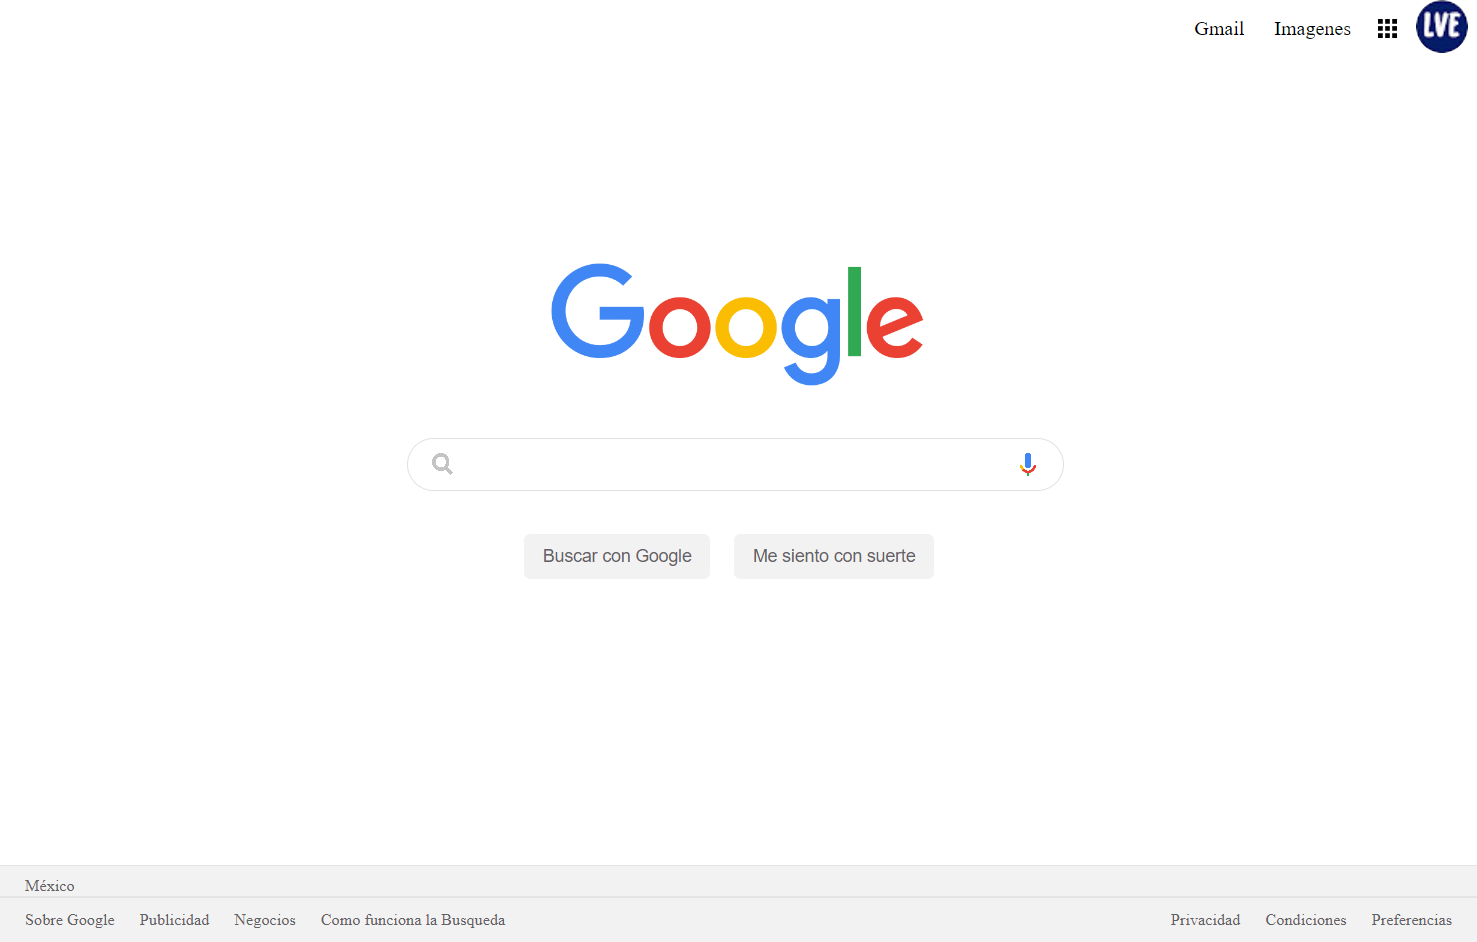 Gmail Imagenes LVE
Google
Buscar con Google Me siento con suerte
México
Sobre Google Publicidad Negocios Como funciona la Busqueda Privacidad Condiciones Preferencias